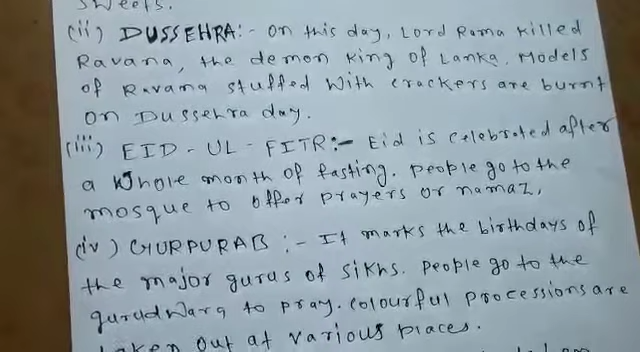 sweets.
(ii) DUSSEHRA:- On this day, Lord Rama killed
Ravana, the demon king of Lanka. Models
of Ravana stuffed with crackers are burnt
on Dussehra day.
(iii) EID-UL-FITR:- Eid is celebrated after
a whole month of fasting. People go to the
mosque to offer prayers or namaz.
(iv) GURPURAB:- It marks the birthdays of
the major gurus of sikhs. People go to the
gurudwara to pray. Colourful processions are
taken out at various places.